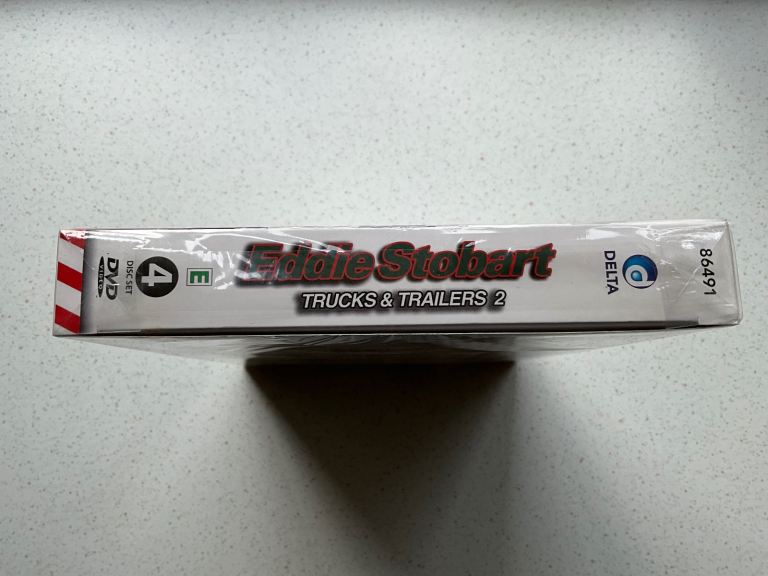 DVD
VIDEO
4
DISC SET
E
Eddie Stobart
TRUCKS & TRAILERS 2
DELTA
86491